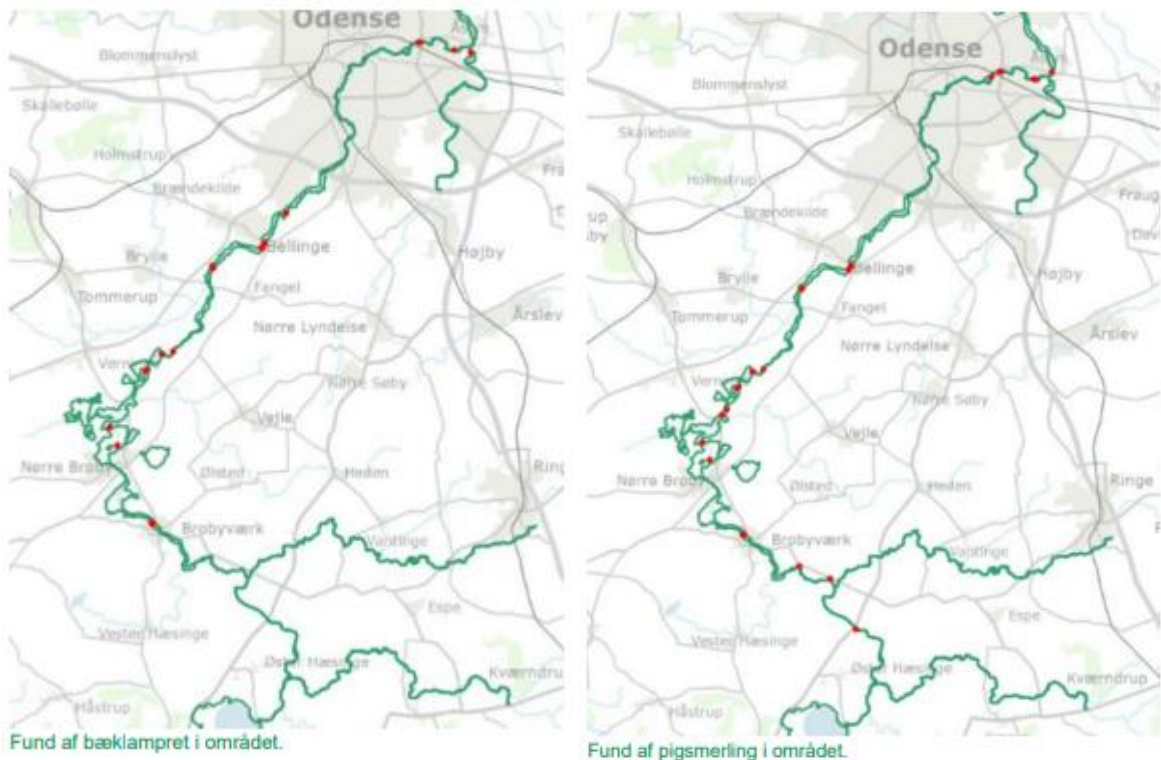 Odense
Blommenslyst
Skallebølle
Holmstrup
Brændekilde
Bellinge
Brylle
Højby
Tommerup
Fangel
Årslev
Nørre Lyndelse
Nørre Søby
Vejle
Nørre Broby
Ølsted
Heden
Ringe
Brobyværk
Vantinge
Espe
Vester Hæsinge
Øster Hæsinge
Kværndrup
Håstrup
Fund af bæklampret i området.
Odense
Blommenslyst
Skallebølle
Holmstrup
Fraugde
Brændekilde
Bellinge
Brylle
Højby
Tommerup
Fangel
Årslev
Nørre Lyndelse
Nørre Søby
Vejle
Nørre Broby
Ølsted
Heden
Ringe
Brobyværk
Vantinge
Espe
Vester Hæsinge
Øster Hæsinge
Kværndrup
Håstrup
Fund af pigsmerling i området.